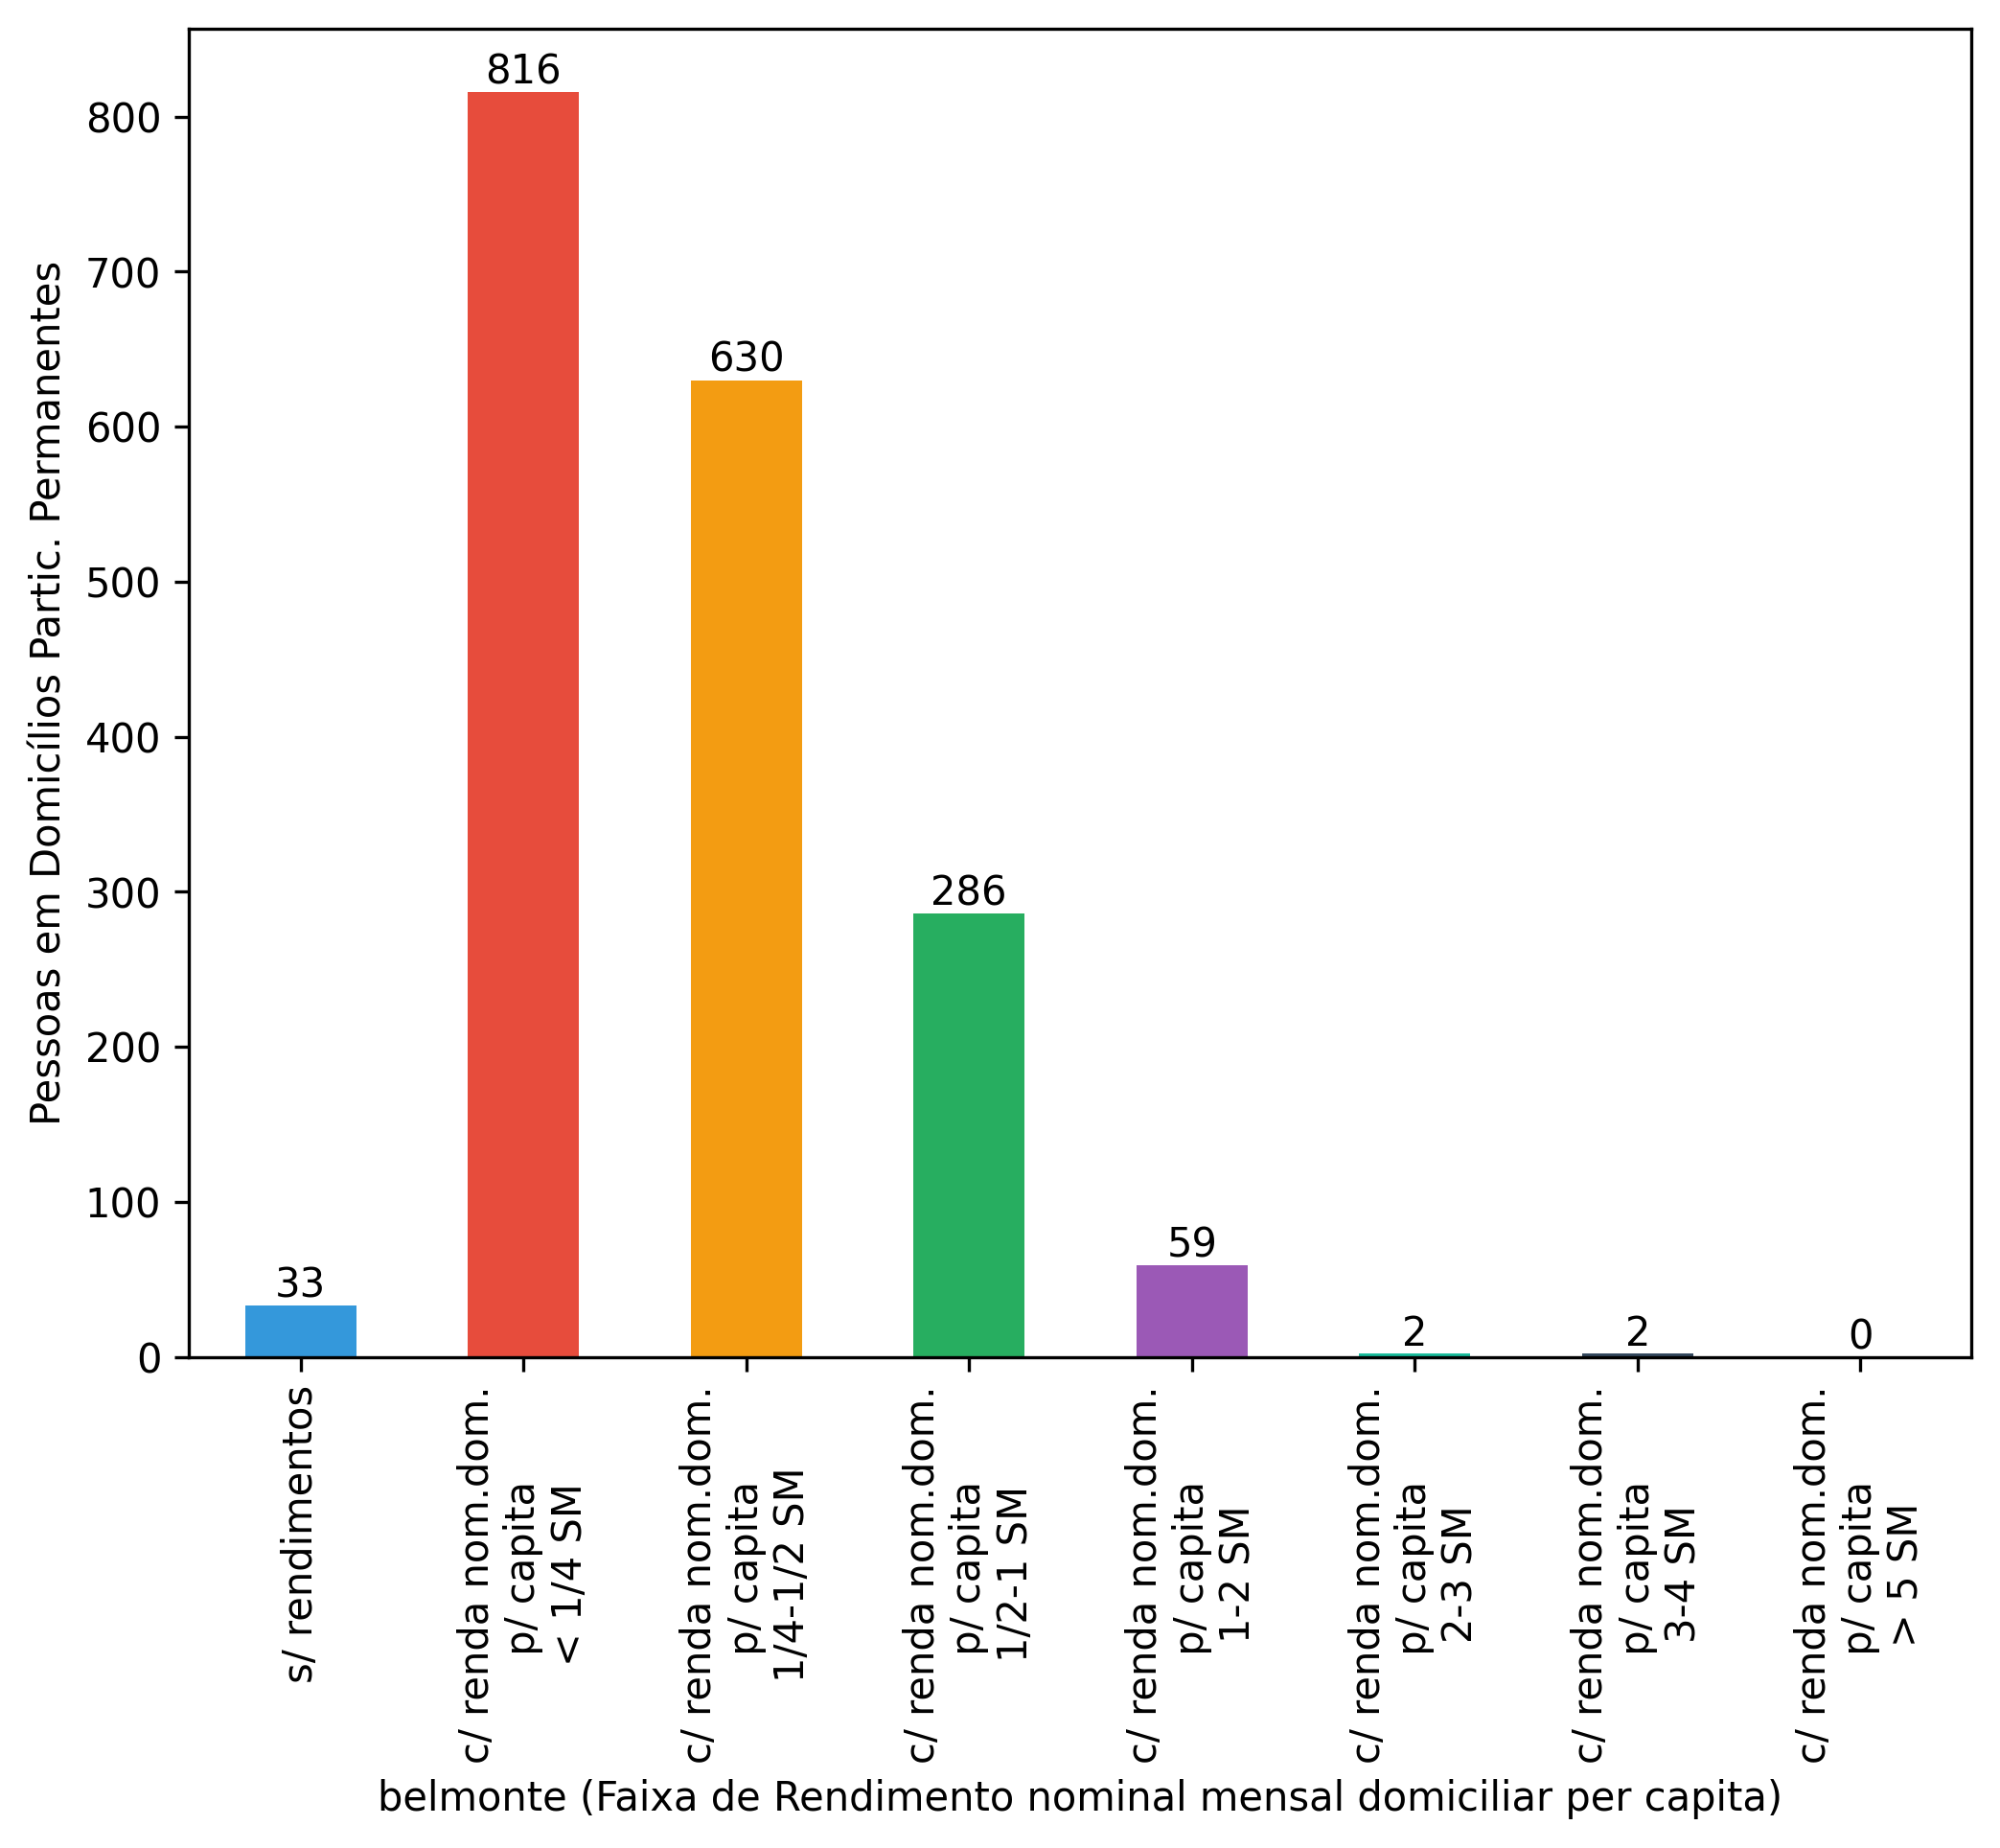 Pessoas em Domicílios Partic. Permanentes
800
700
600
500
400
300
200
100
0
33
816
630
286
59
2
2
0
s/ rendimentos
c/ renda nom.dom.
p/ capita
< 1/4 SM
c/ renda nom.dom.
p/ capita
1/4-1/2 SM
c/ renda nom.dom.
p/ capita
1/2-1 SM
c/ renda nom.dom.
p/ capita
1-2 SM
c/ renda nom.dom.
p/ capita
2-3 SM
c/ renda nom.dom.
p/ capita
3-4 SM
c/ renda nom.dom.
p/ capita
> 5 SM
belmonte (Faixa de Rendimento nominal mensal domiciliar per capita)